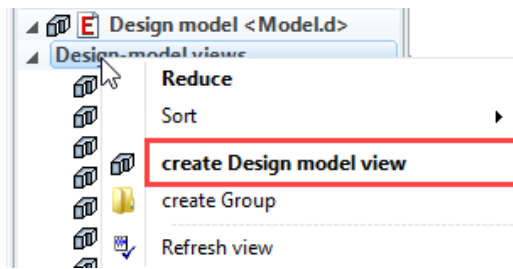 E Design model <Model.d>
Design-model views
Reduce
Sort
create Design model view
create Group
Refresh view